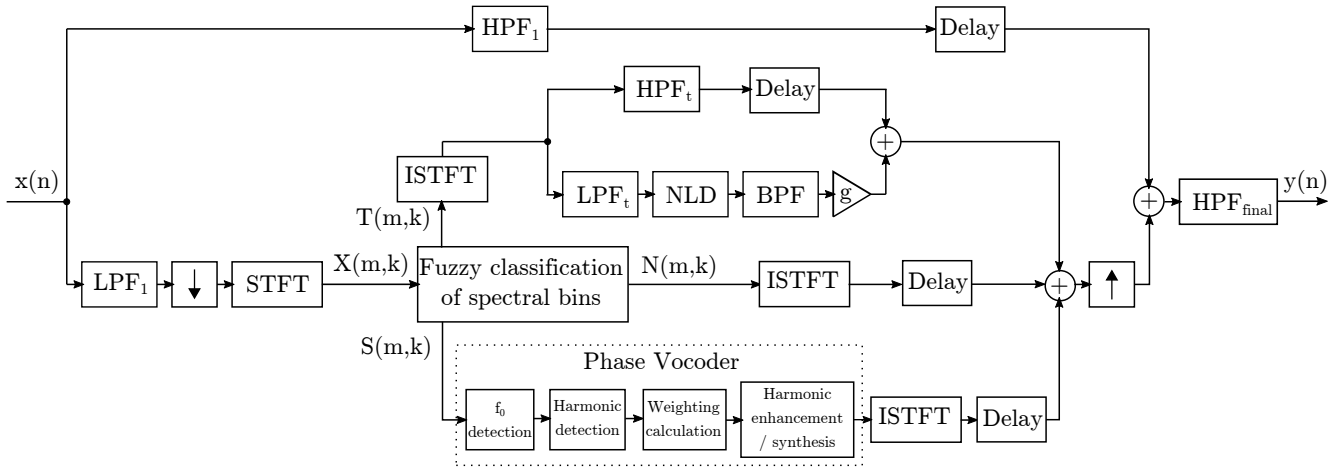 HPF₁
Delay
HPFₜ
Delay
+
x(n)
ISTFT
LPFₜ
NLD
BPF
g
T(m,k)
+
HPF_final
y(n)
LPF₁
↓
STFT
X(m,k)
Fuzzy classification
of spectral bins
N(m,k)
ISTFT
Delay
+
↑
S(m,k)
Phase Vocoder
f₀
detection
Harmonic
detection
Weighting
calculation
Harmonic
enhancement
/ synthesis
ISTFT
Delay